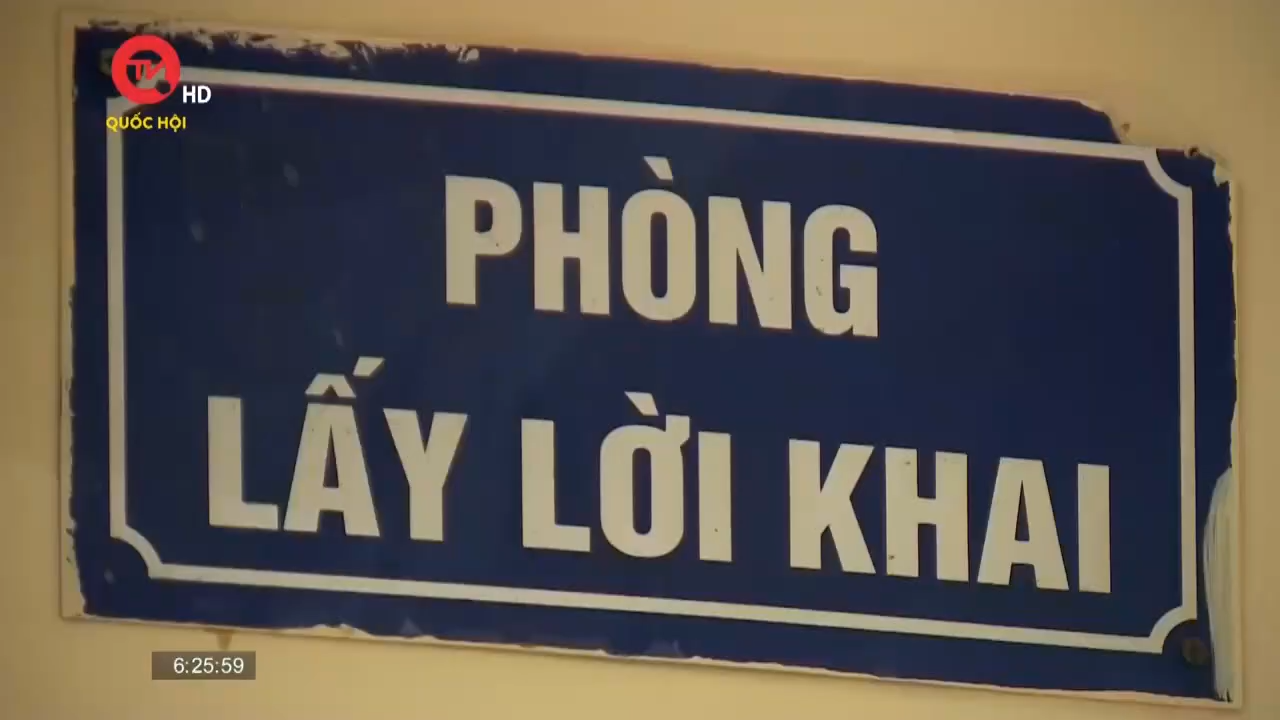 HD
QUỐC HỘI
PHÒNG
LẤY LỜI KHAI
6:25:59